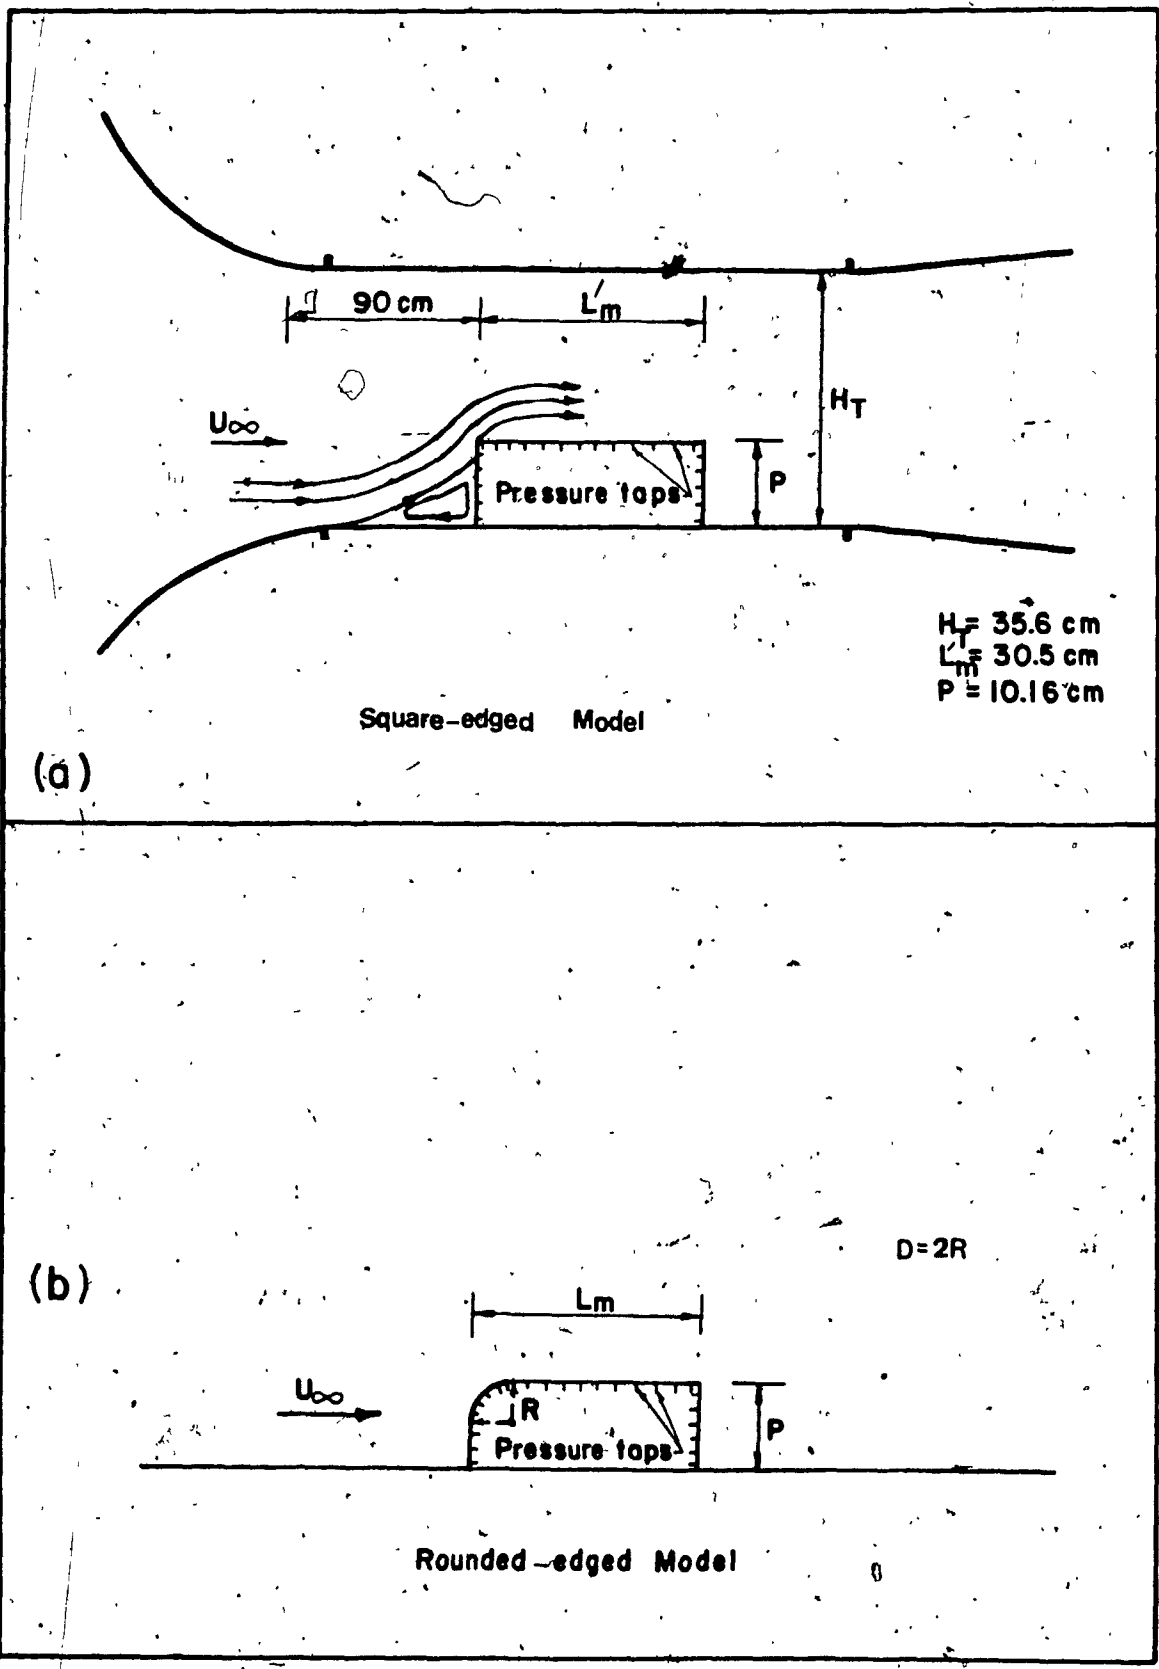 90 cm
L'm
U∞
HT
P
Pressure taps
HT = 35.6 cm
L'm = 30.5 cm
P = 10.16 cm
Square-edged Model
(a)
D=2R
(b)
Lm
U∞
R
P
Pressure taps
Rounded-edged Model